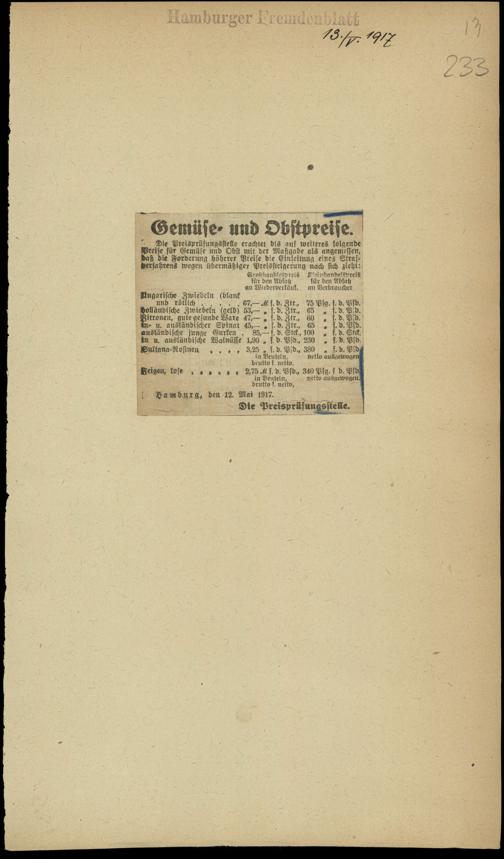 Hamburger Fremdenblatt
13
13./V. 1917
233
Gemüse- und Obstpreise.
Die Preisprüfungsstelle erachtet bis auf weiteres folgende
Preise für Gemüse und Obst mit der Maßgabe als angemessen,
daß die Forderung höherer Preise die Einleitung eines Straf-
verfahrens wegen übermäßiger Preissteigerung nach sich zieht:
Großhandelspreis Kleinhandelspreis
für den Absatz für den Absatz
an Wiederverkäuf. an Verbraucher
Ungarische Zwiebeln (blank
und rötlich . . . . 67,— ℳ f. d. Ztr., 75 Pfg. f. d. Pfd.
holländische Zwiebeln (gelb) 53,— „ f. d. Ztr., 65 „ f. d. Pfd.
Zitronen, gute gesunde Ware 47,— „ f. d. Ztr., 60 „ f. d. Pfd.
in- u. ausländischer Spinat 45,— „ f. d. Ztr., 65 „ f. d. Pfd.
ausländische junge Gurken . 85,— „ f. d. Stck., 100 „ f. d. Stck.
in u. ausländische Walnüsse 1,90 „ f. d. Pfd., 230 „ f. d. Pfd.
Sultana-Rosinen . . . . 3,25 „ f. d. Pfd., 380 „ f. d. Pfd.
in Beuteln, netto ausgewogen
brutto f. netto.
Feigen, lose . . . . . . 2,75 ℳ f. d. Pfd., 340 Pfg. f. d. Pfd.
in Beuteln, netto ausgewogen.
brutto f. netto,
Hamburg, den 12. Mai 1917.
Die Preisprüfungsstelle.